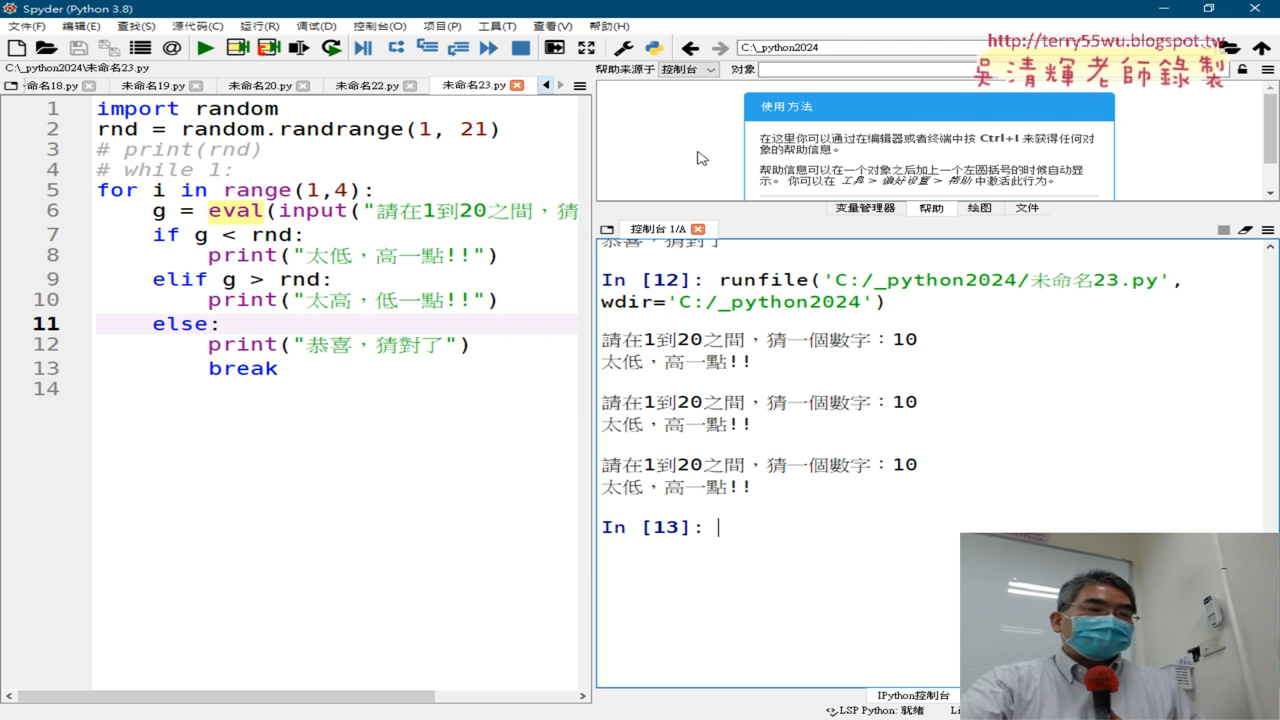 Spyder (Python 3.8)
文件(F) 编辑(E) 查找(S) 源代码(C) 运行(R) 调试(D) 控制台(O) 项目(P) 工具(T) 查看(V) 帮助(H)
C:\_python2024
http://terry55wu.blogspot.tw
吳清輝老師錄製
C:\_python2024\未命名23.py
帮助来源于 控制台 对象
命名18.py 未命名19.py 未命名20.py 未命名22.py 未命名23.py
1 import random
2 rnd = random.randrange(1, 21)
3 # print(rnd)
4 # while 1:
5 for i in range(1,4):
6 g = eval(input("請在1到20之間，猜
7 if g < rnd:
8 print("太低，高一點!!")
9 elif g > rnd:
10 print("太高，低一點!!")
11 else:
12 print("恭喜，猜對了")
13 break
14
使用方法
在这里你可以通过在编辑器或者终端中按 Ctrl+I 来获得任何对
象的帮助信息。
帮助信息可以在一个对象之后加上一个左圆括号的时候自动显
示。 你可以在 工具 > 偏好设置 > 帮助 中激活此行为。
变量管理器 帮助 绘图 文件
控制台 1/A
恭喜，猜對了
In [12]: runfile('C:/_python2024/未命名23.py',
wdir='C:/_python2024')
請在1到20之間，猜一個數字：10
太低，高一點!!
請在1到20之間，猜一個數字：10
太低，高一點!!
請在1到20之間，猜一個數字：10
太低，高一點!!
In [13]:
IPython控制台
LSP Python: 就绪